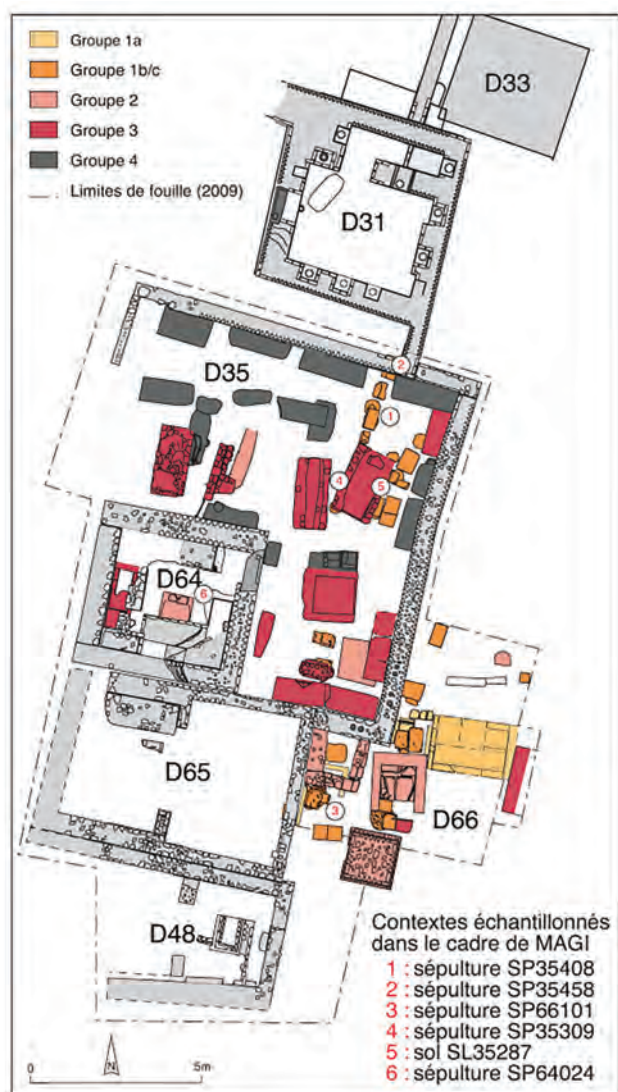 Groupe 1a
Groupe 1b/c
Groupe 2
Groupe 3
Groupe 4
Limites de fouille (2009)
D33
D31
D35
2
1
4
5
D64
6
D65
3
D66
D48
Contextes échantillonnés
dans le cadre de MAGI
1 : sépulture SP35408
2 : sépulture SP35458
3 : sépulture SP66101
4 : sépulture SP35309
5 : sol SL35287
6 : sépulture SP64024
N
0 5m